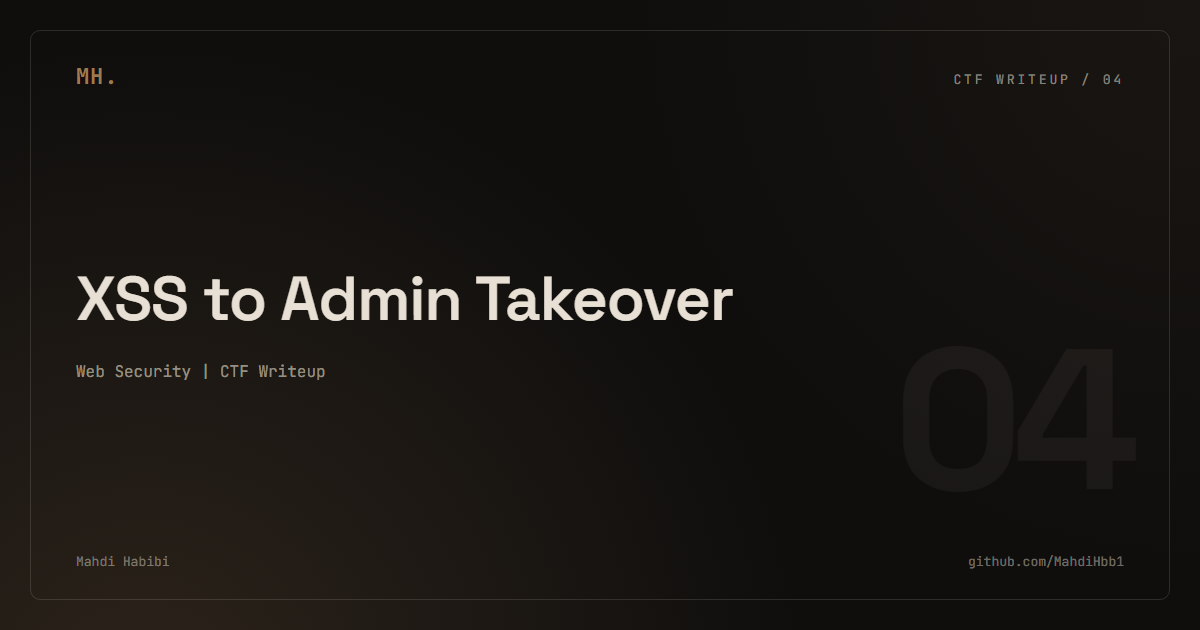 MH.
CTF WRITEUP / 04
XSS to Admin Takeover
Web Security | CTF Writeup
04
Mahdi Habibi
github.com/MahdiHbb1